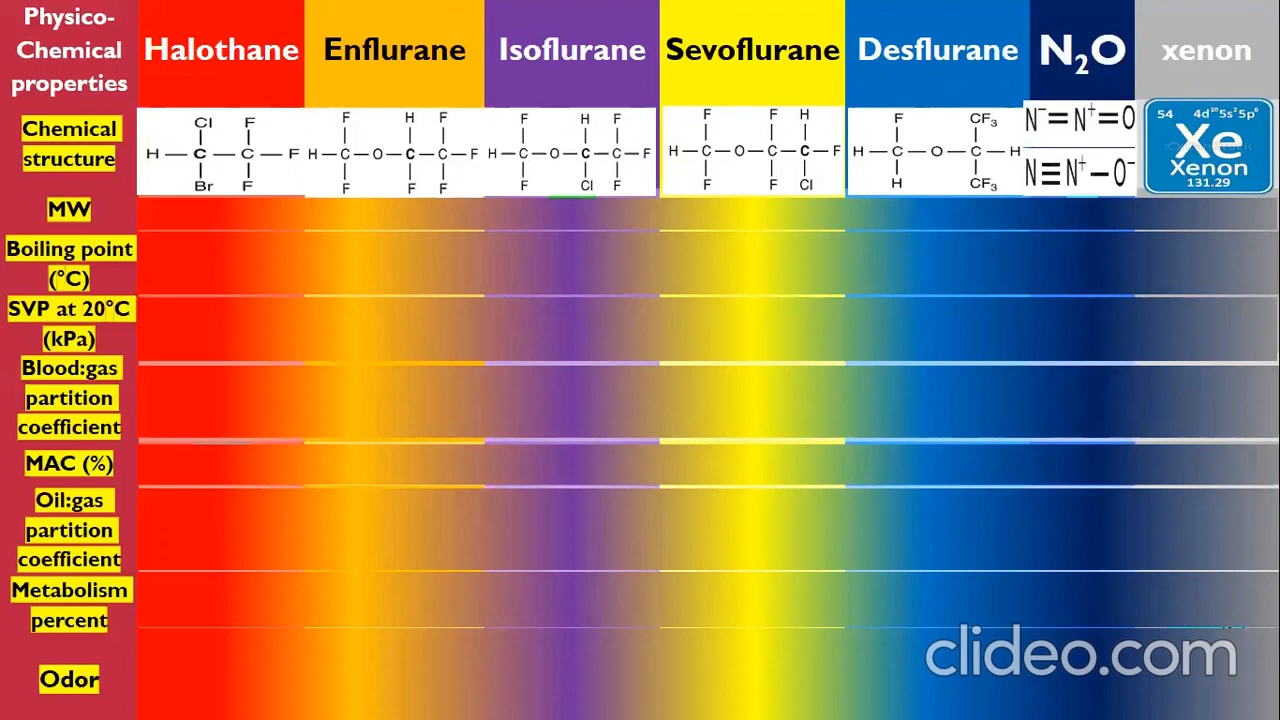 Physico-
Chemical
properties
Halothane
Enflurane
Isoflurane
Sevoflurane
Desflurane
N₂O
xenon
Chemical
structure
Cl F
H — C — C — F
Br F
F H F
H — C — O — C — C — F
F F F
F H F
H — C — O — C — C — F
F Cl F
F F H
H — C — O — C — C — F
F F Cl
F CF₃
H — C — O — C — H
H CF₃
N⁻=N⁺=O
N≡N⁺—O⁻
54 4d¹⁰5s²5p⁶
Xe
Xenon
131.29
MW
Boiling point
(°C)
SVP at 20°C
(kPa)
Blood:gas
partition
coefficient
MAC (%)
Oil:gas
partition
coefficient
Metabolism
percent
Odor
clideo.com